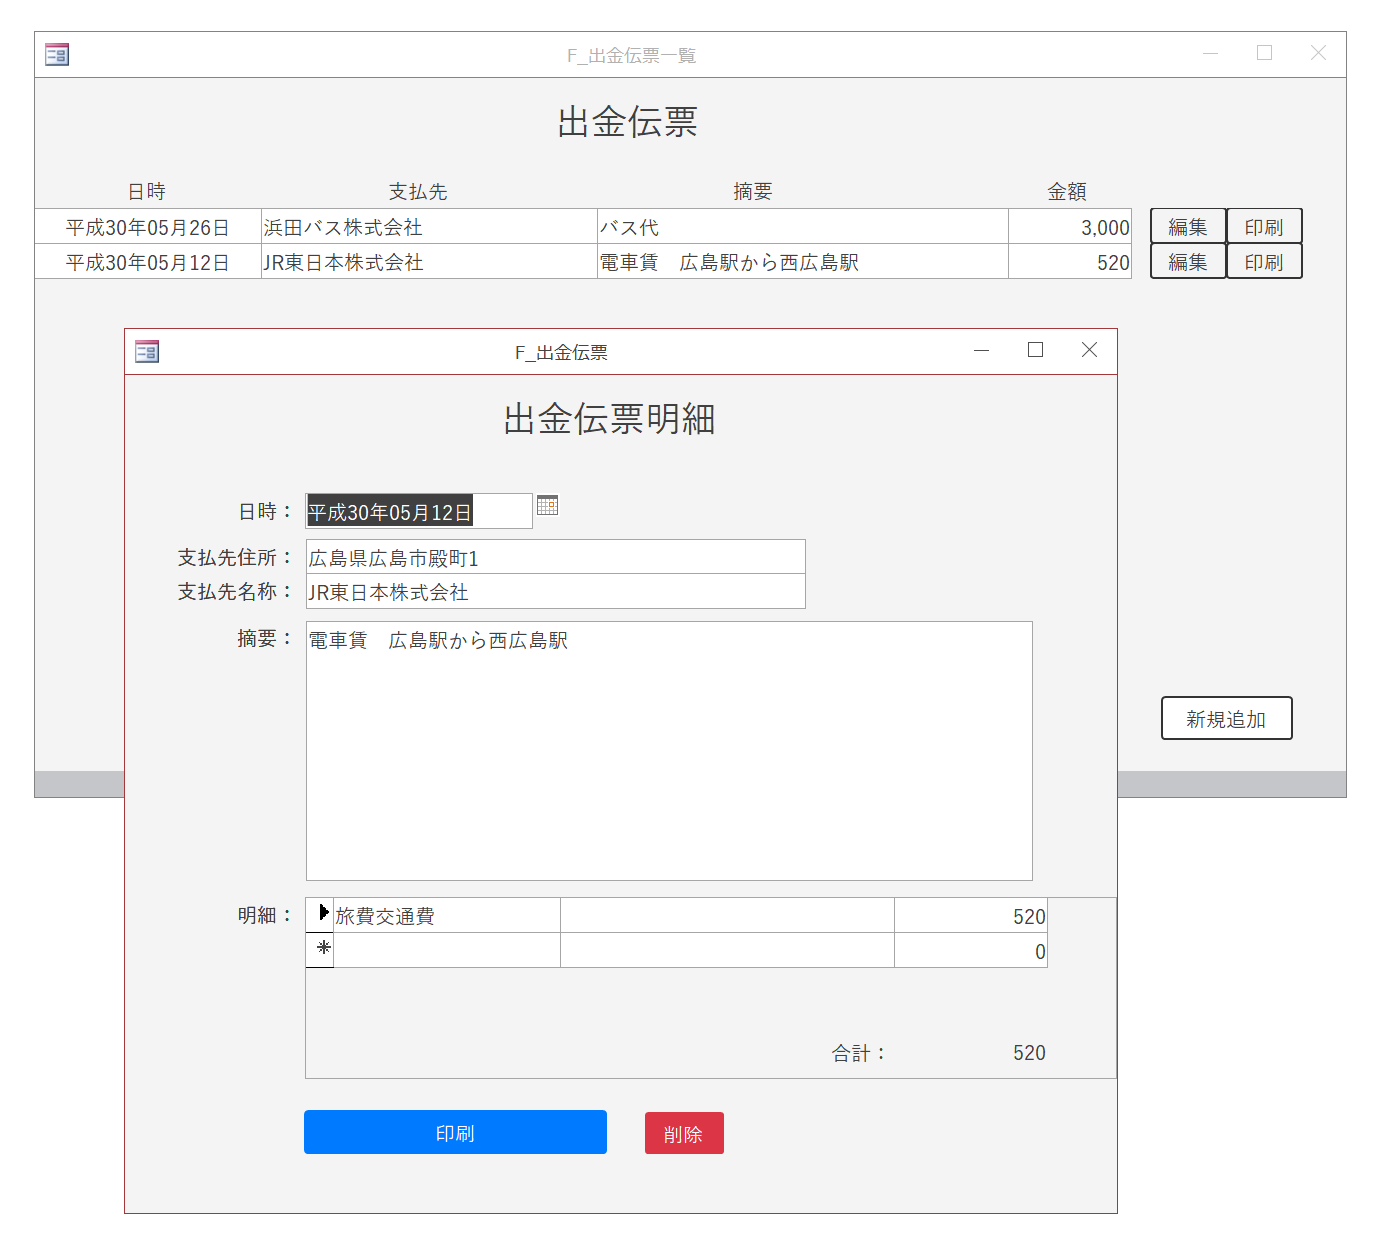 F_出金伝票一覧
出金伝票
日時 支払先 摘要 金額
平成30年05月26日 浜田バス株式会社 バス代 3,000 編集 印刷
平成30年05月12日 JR東日本株式会社 電車賃　広島駅から西広島駅 520 編集 印刷
F_出金伝票
出金伝票明細
日時： 平成30年05月12日
支払先住所： 広島県広島市殿町1
支払先名称： JR東日本株式会社
摘要： 電車賃　広島駅から西広島駅
新規追加
明細： 旅費交通費 520
0
合計： 520
印刷 削除